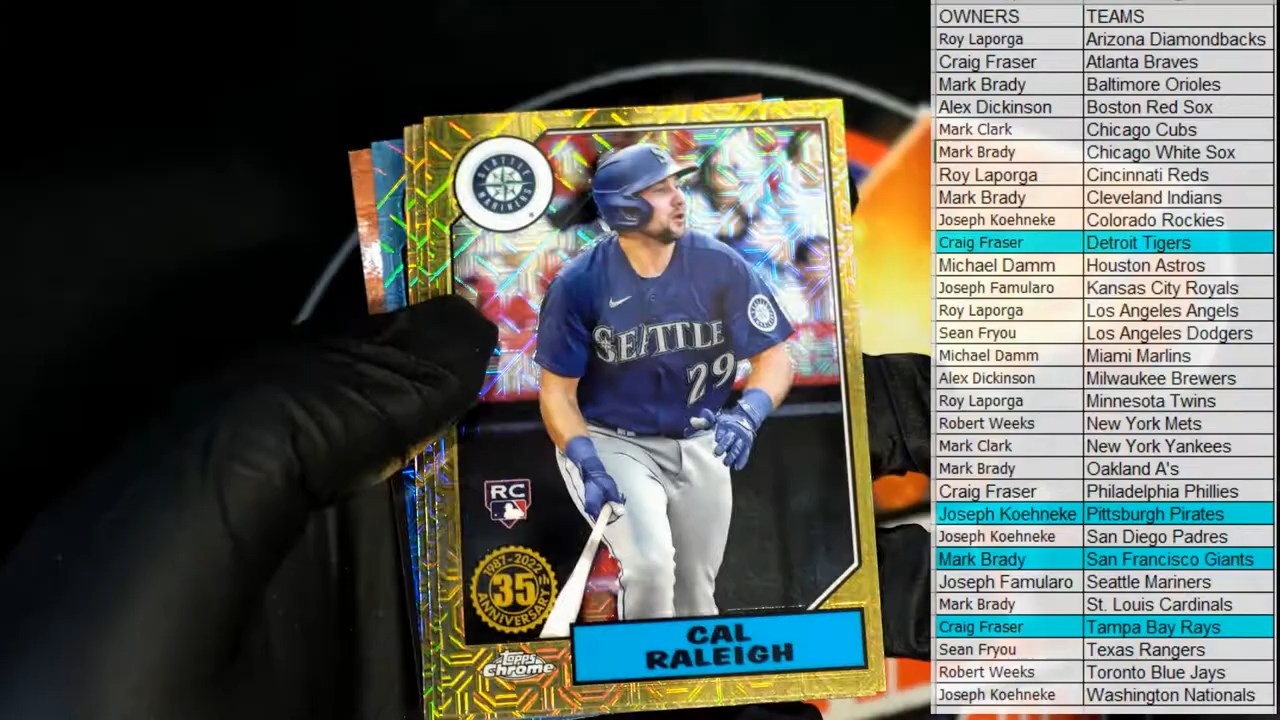 SEATTLE
MARINERS
SEATTLE
29
RC
1987-2022
35th
ANNIVERSARY
Topps
Chrome
CAL
RALEIGH
OWNERS TEAMS
Roy Laporga Arizona Diamondbacks
Craig Fraser Atlanta Braves
Mark Brady Baltimore Orioles
Alex Dickinson Boston Red Sox
Mark Clark Chicago Cubs
Mark Brady Chicago White Sox
Roy Laporga Cincinnati Reds
Mark Brady Cleveland Indians
Joseph Koehneke Colorado Rockies
Craig Fraser Detroit Tigers
Michael Damm Houston Astros
Joseph Famularo Kansas City Royals
Roy Laporga Los Angeles Angels
Sean Fryou Los Angeles Dodgers
Michael Damm Miami Marlins
Alex Dickinson Milwaukee Brewers
Roy Laporga Minnesota Twins
Robert Weeks New York Mets
Mark Clark New York Yankees
Mark Brady Oakland A's
Craig Fraser Philadelphia Phillies
Joseph Koehneke Pittsburgh Pirates
Joseph Koehneke San Diego Padres
Mark Brady San Francisco Giants
Joseph Famularo Seattle Mariners
Mark Brady St. Louis Cardinals
Craig Fraser Tampa Bay Rays
Sean Fryou Texas Rangers
Robert Weeks Toronto Blue Jays
Joseph Koehneke Washington Nationals